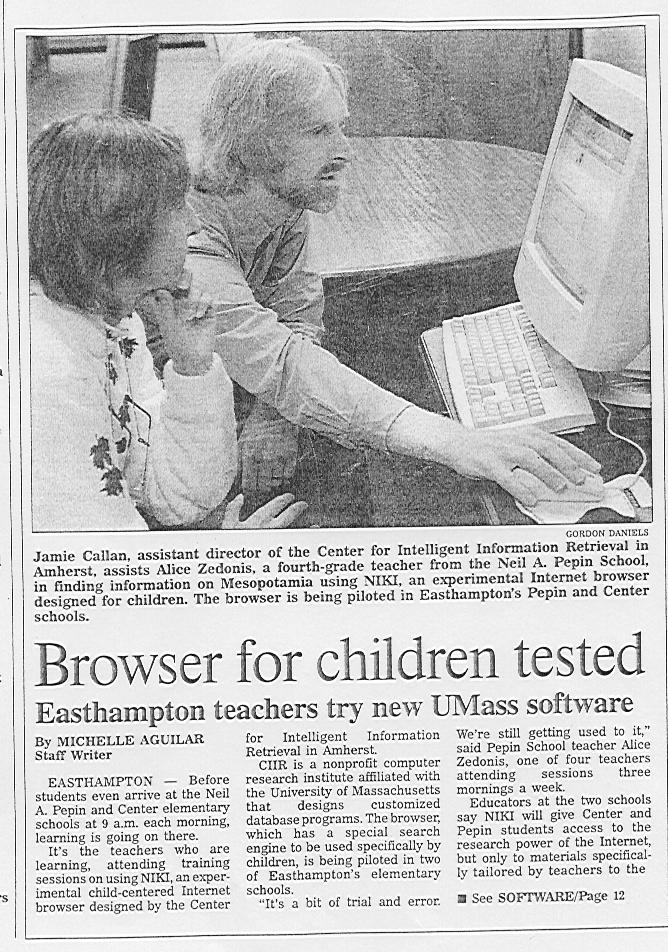 GORDON DANIELS
Jamie Callan, assistant director of the Center for Intelligent Information Retrieval in
Amherst, assists Alice Zedonis, a fourth-grade teacher from the Neil A. Pepin School,
in finding information on Mesopotamia using NIKI, an experimental Internet browser
designed for children. The browser is being piloted in Easthampton's Pepin and Center
schools.
Browser for children tested
Easthampton teachers try new UMass software
By MICHELLE AGUILAR
Staff Writer
EASTHAMPTON — Before
students even arrive at the Neil
A. Pepin and Center elementary
schools at 9 a.m. each morning,
learning is going on there.
It's the teachers who are
learning, attending training
sessions on using NIKI, an exper-
imental child-centered Internet
browser designed by the Center
for Intelligent Information
Retrieval in Amherst.
CIIR is a nonprofit computer
research institute affiliated with
the University of Massachusetts
that designs customized
database programs. The browser,
which has a special search
engine to be used specifically by
children, is being piloted in two
of Easthampton's elementary
schools.
"It's a bit of trial and error.
We're still getting used to it,"
said Pepin School teacher Alice
Zedonis, one of four teachers
attending sessions three
mornings a week.
Educators at the two schools
say NIKI will give Center and
Pepin students access to the
research power of the Internet,
but only to materials specifical-
ly tailored by teachers to the
■ See SOFTWARE/Page 12